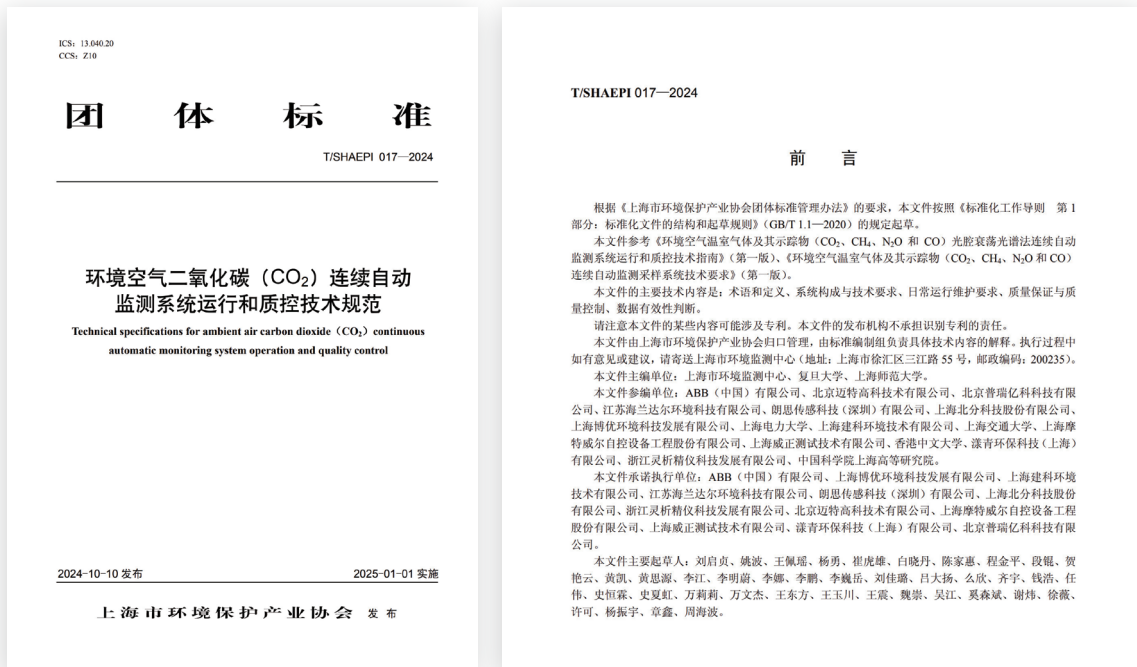 ICS：13.040.20
CCS：Z10
团体标准
T/SHAEPI 017—2024
环境空气二氧化碳（CO₂）连续自动
监测系统运行和质控技术规范
Technical specifications for ambient air carbon dioxide（CO₂）continuous
automatic monitoring system operation and quality control
2024-10-10 发布
2025-01-01 实施
上海市环境保护产业协会 发布
T/SHAEPI 017—2024
前 言
根据《上海市环境保护产业协会团体标准管理办法》的要求，本文件按照《标准化工作导则 第 1
部分：标准化文件的结构和起草规则》（GB/T 1.1—2020）的规定起草。
本文件参考《环境空气温室气体及其示踪物（CO₂、CH₄、N₂O 和 CO）光腔衰荡光谱法连续自动
监测系统运行和质控技术指南》（第一版）、《环境空气温室气体及其示踪物（CO₂、CH₄、N₂O 和 CO）
连续自动监测采样系统技术要求》（第一版）。
本文件的主要技术内容是：术语和定义、系统构成与技术要求、日常运行维护要求、质量保证与质
量控制、数据有效性判断。
请注意本文件的某些内容可能涉及专利。本文件的发布机构不承担识别专利的责任。
本文件由上海市环境保护产业协会归口管理，由标准编制组负责具体技术内容的解释。执行过程中
如有意见或建议，请寄送上海市环境监测中心（地址：上海市徐汇区三江路 55 号，邮政编码：200235）。
本文件主编单位：上海市环境监测中心、复旦大学、上海师范大学。
本文件参编单位：ABB（中国）有限公司、北京迈特高科技术有限公司、北京普瑞亿科科技有限
公司、江苏海兰达尔环境科技有限公司、朗思传感科技（深圳）有限公司、上海北分科技股份有限公司、
上海博优环境科技发展有限公司、上海电力大学、上海建科环境技术有限公司、上海交通大学、上海摩
特威尔自控设备工程股份有限公司、上海威正测试技术有限公司、香港中文大学、漾青环保科技（上海）
有限公司、浙江灵析精仪科技发展有限公司、中国科学院上海高等研究院。
本文件承诺执行单位：ABB（中国）有限公司、上海博优环境科技发展有限公司、上海建科环境
技术有限公司、江苏海兰达尔环境科技有限公司、朗思传感科技（深圳）有限公司、上海北分科技股份
有限公司、浙江灵析精仪科技发展有限公司、北京迈特高科技术有限公司、上海摩特威尔自控设备工程
股份有限公司、上海威正测试技术有限公司、漾青环保科技（上海）有限公司、北京普瑞亿科科技有限
公司。
本文件主要起草人：刘启贞、姚波、王佩瑶、杨勇、崔虎雄、白晓丹、陈家惠、程金平、段锟、贺
艳云、黄凯、黄思源、李江、李明蔚、李娜、李鹏、李巍岳、刘佳璐、吕大扬、么欣、齐宇、钱浩、任
伟、史恒霖、史夏虹、万莉莉、万文杰、王东方、王玉川、王震、魏崇、吴江、奚森斌、谢炜、徐薇、
许可、杨振宇、章鑫、周海波。